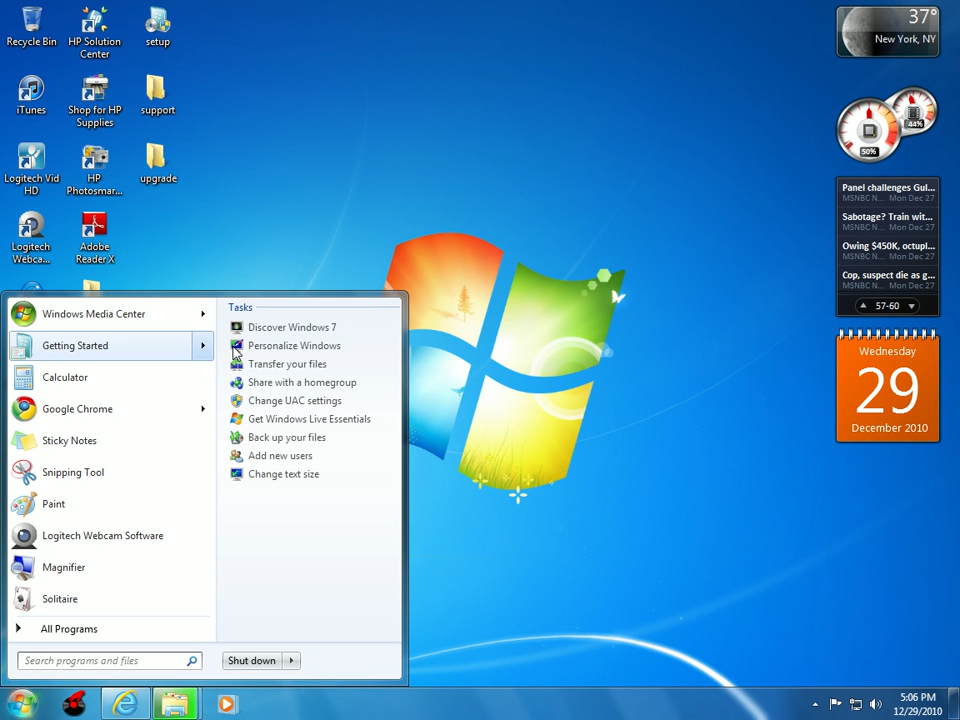 Recycle Bin
HP Solution
Center
setup
iTunes
Shop for HP
Supplies
support
Logitech Vid
HD
HP
Photosmar...
upgrade
Logitech
Webca...
Adobe
Reader X
Windows Media Center
Getting Started
Calculator
Google Chrome
Sticky Notes
Snipping Tool
Paint
Logitech Webcam Software
Magnifier
Solitaire
All Programs
Search programs and files
Tasks
Discover Windows 7
Personalize Windows
Transfer your files
Share with a homegroup
Change UAC settings
Get Windows Live Essentials
Back up your files
Add new users
Change text size
Shut down
37°
New York, NY
44%
50%
Panel challenges Gul...
MSNBC N... Mon Dec 27
Sabotage? Train wit...
MSNBC N... Mon Dec 27
Owing $450K, octupl...
MSNBC N... Mon Dec 27
Cop, suspect die as g...
MSNBC N... Mon Dec 27
57-60
Wednesday
29
December 2010
5:06 PM
12/29/2010